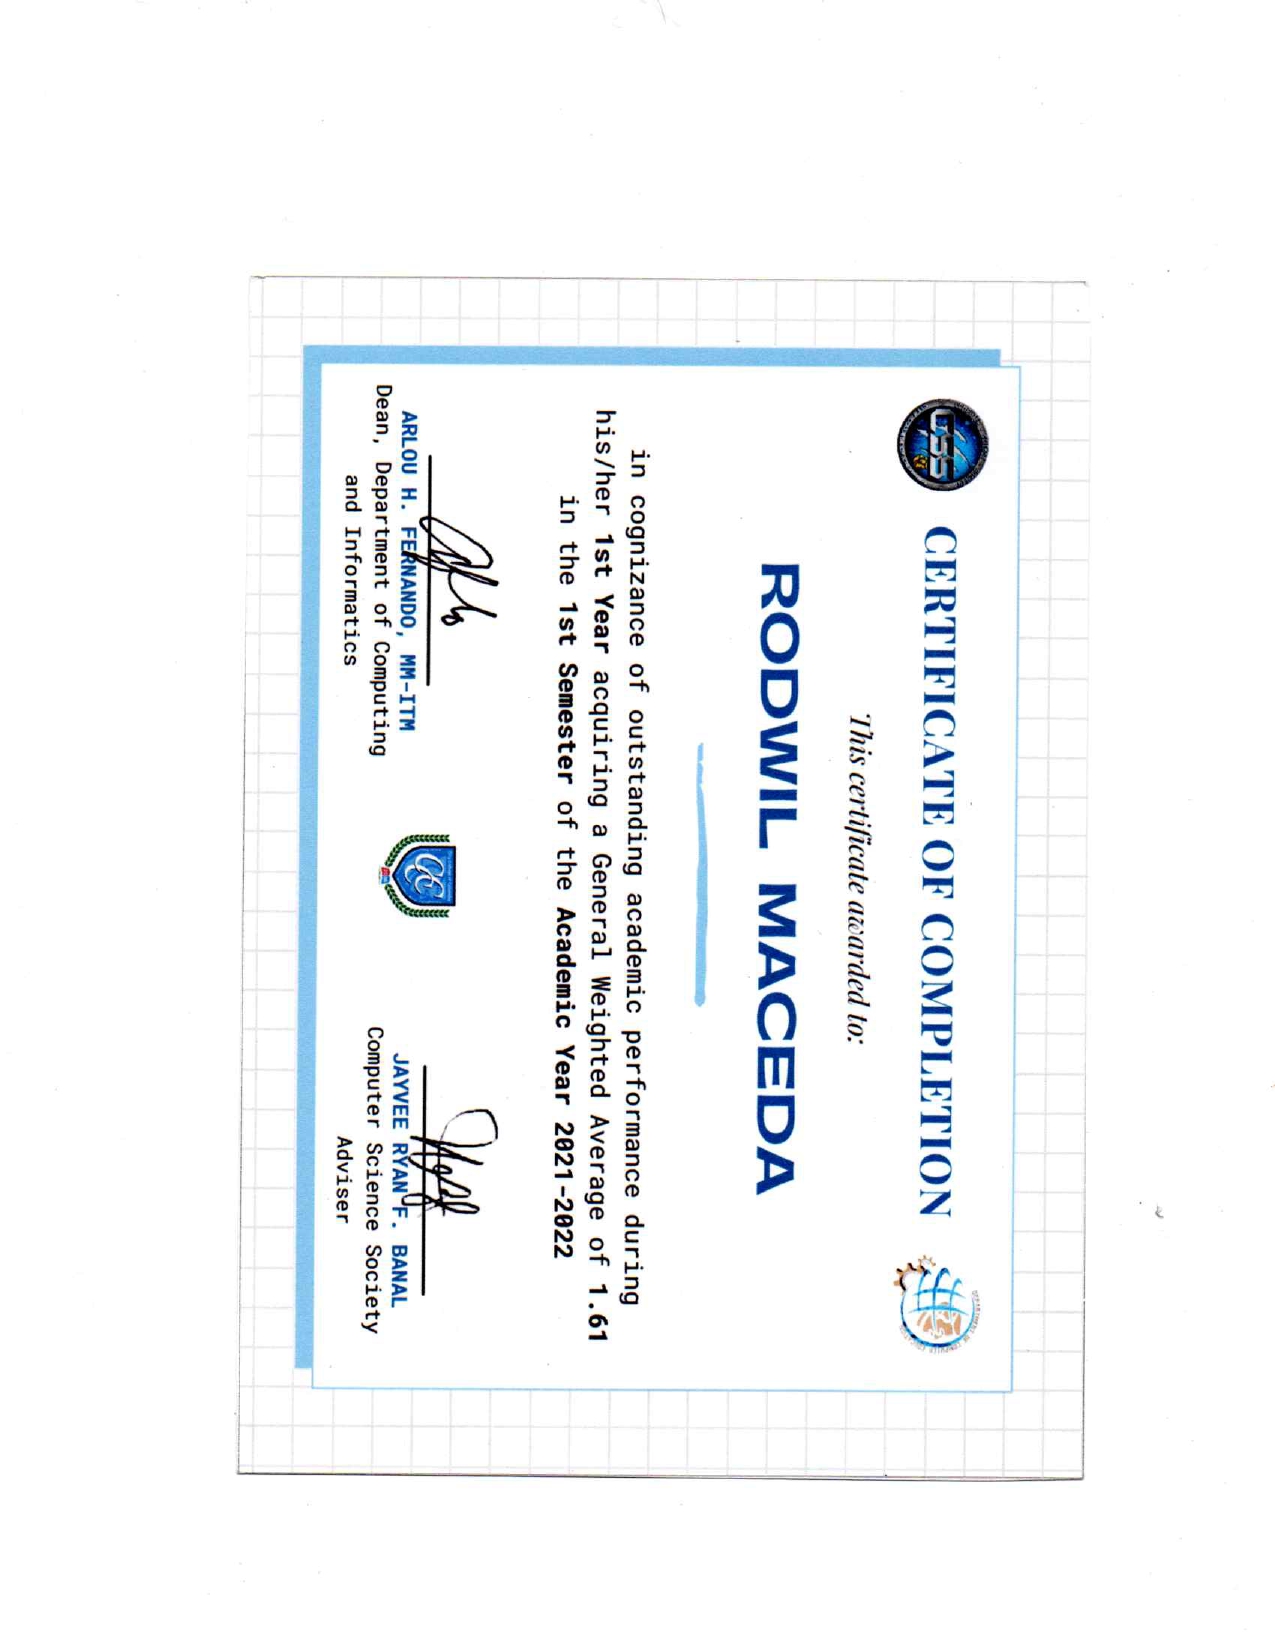 CSS
CERTIFICATE OF COMPLETION
This certificate awarded to:
RODWIL MACEDA
in cognizance of outstanding academic performance during
his/her 1st Year acquiring a General Weighted Average of 1.61
in the 1st Semester of the Academic Year 2021-2022
ARLOU H. FERNANDO, MM-ITM
Dean, Department of Computing
and Informatics
JAYVEE RYAN F. BANAL
Computer Science Society
Adviser